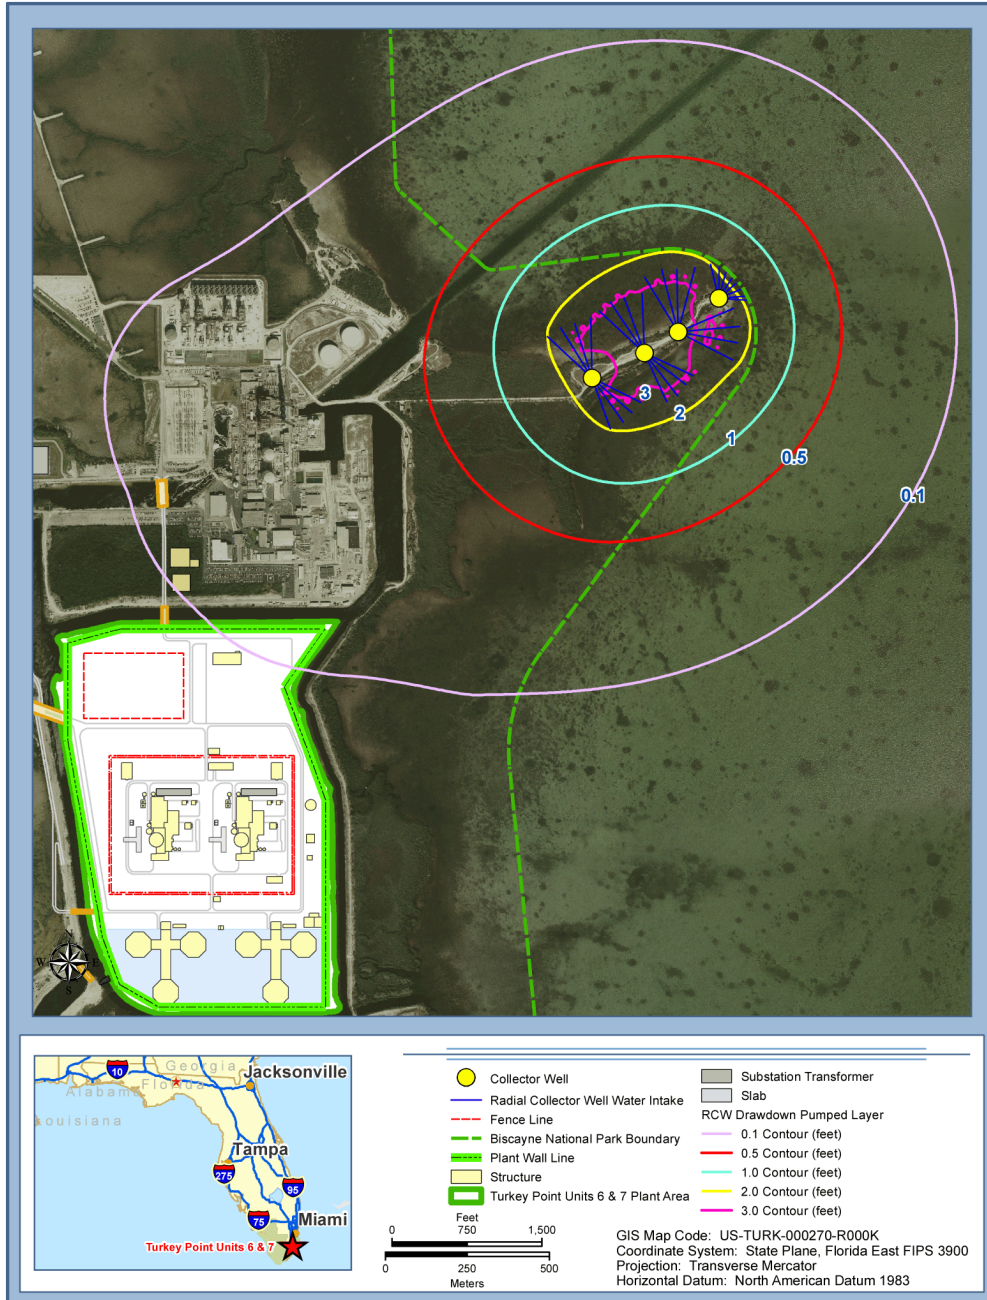 3
2
1
0.5
0.1
N
W
E
S
Georgia
10
Jacksonville
Florida
Alabama
ouisiana
Tampa
275
95
75
Miami
Turkey Point Units 6 & 7
Collector Well
Radial Collector Well Water Intake
Fence Line
Biscayne National Park Boundary
Plant Wall Line
Structure
Turkey Point Units 6 & 7 Plant Area
Substation Transformer
Slab
RCW Drawdown Pumped Layer
0.1 Contour (feet)
0.5 Contour (feet)
1.0 Contour (feet)
2.0 Contour (feet)
3.0 Contour (feet)
Feet
0 750 1,500
0 250 500
Meters
GIS Map Code: US-TURK-000270-R000K
Coordinate System: State Plane, Florida East FIPS 3900
Projection: Transverse Mercator
Horizontal Datum: North American Datum 1983